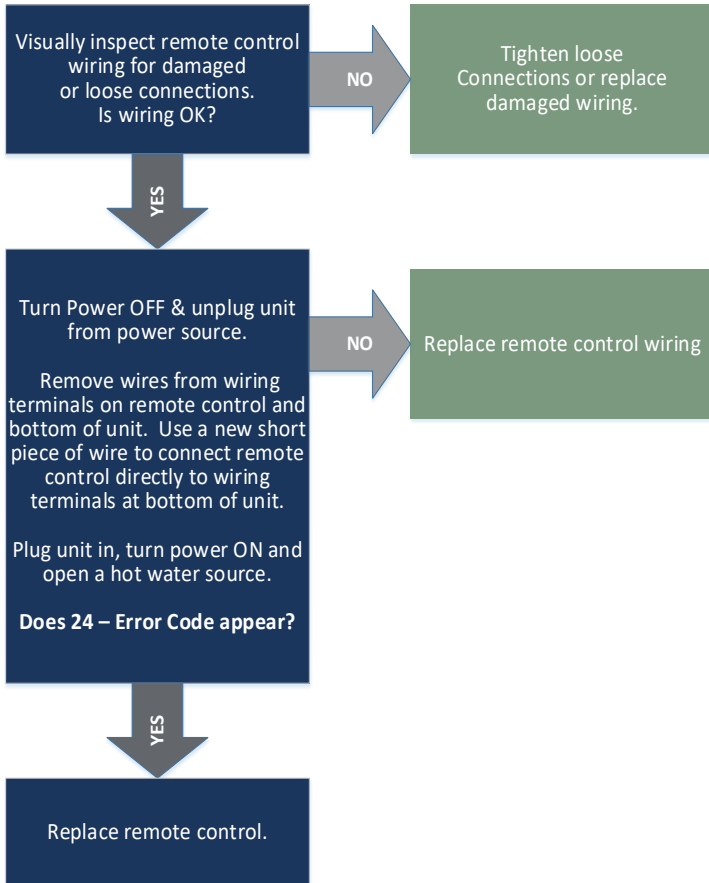 Visually inspect remote control
wiring for damaged
or loose connections.
Is wiring OK?
NO
Tighten loose
Connections or replace
damaged wiring.
YES
Turn Power OFF & unplug unit
from power source.
Remove wires from wiring
terminals on remote control and
bottom of unit. Use a new short
piece of wire to connect remote
control directly to wiring
terminals at bottom of unit.
Plug unit in, turn power ON and
open a hot water source.
Does 24 – Error Code appear?
NO
Replace remote control wiring
YES
Replace remote control.